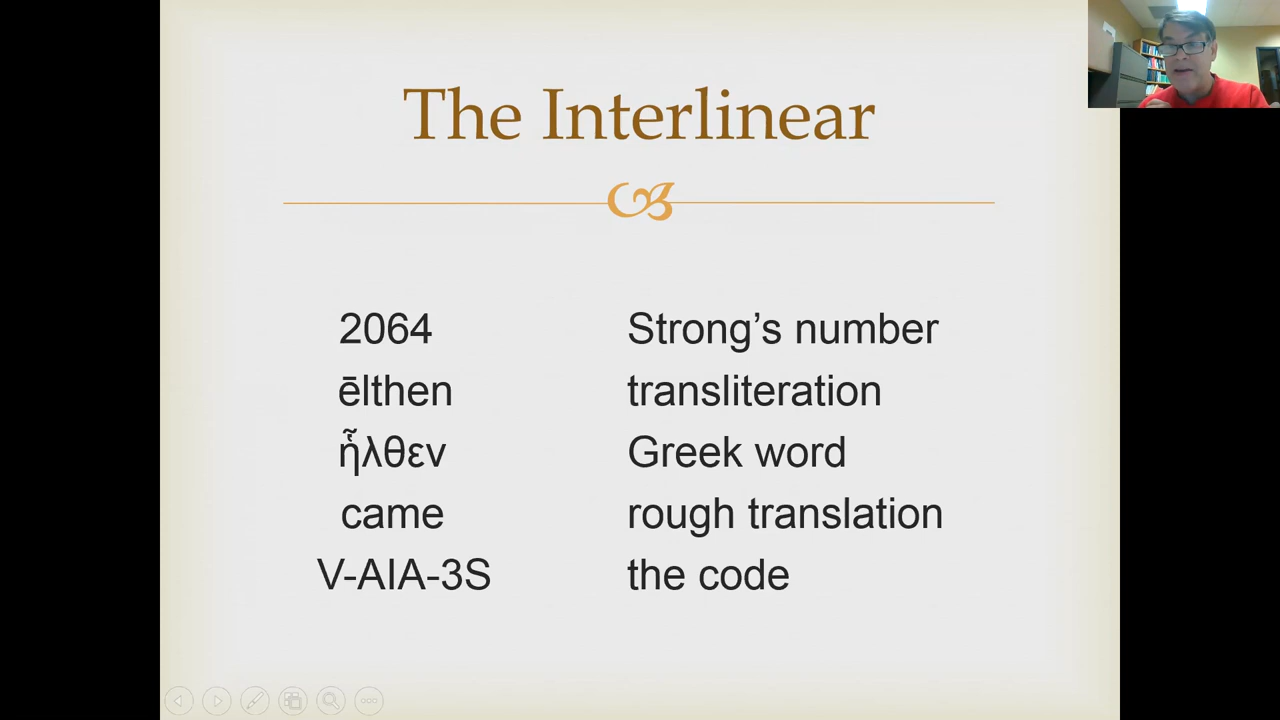 The Interlinear
2064 Strong’s number
ēlthen transliteration
ἦλθεν Greek word
came rough translation
V-AIA-3S the code